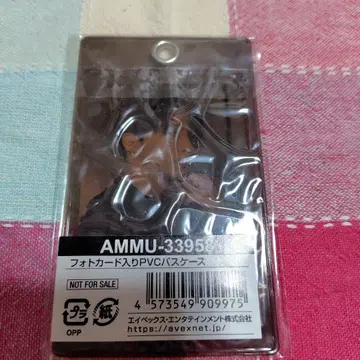 AMMU-33958
フォトカード入りPVCパスケース
NOT FOR SALE
プラ
紙
OPP
4 573549 909975
エイベックス・エンタテインメント株式会社
https://avexnet.jp/